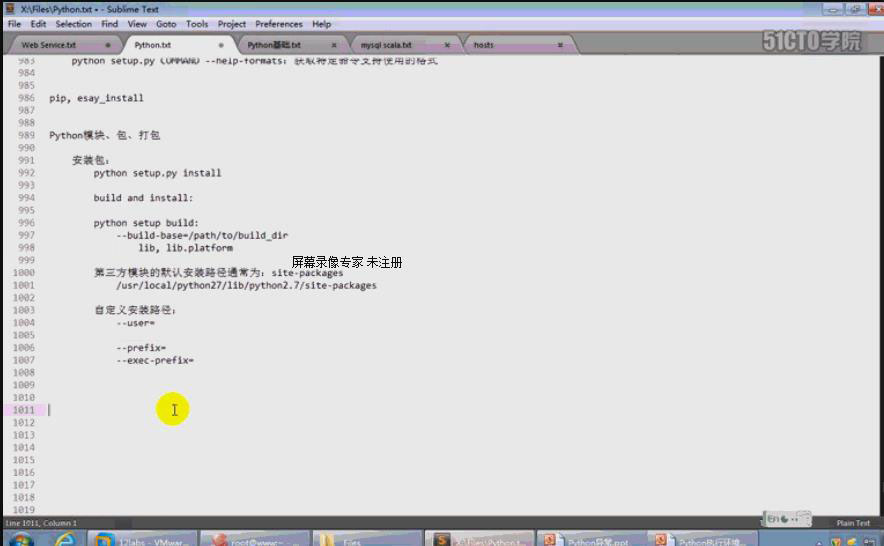 X:\Files\Python.txt • - Sublime Text
File Edit Selection Find View Goto Tools Project Preferences Help
Web Service.txt Python.txt Python基础.txt mysql scala.txt hosts
51CTO学院
983 python setup.py COMMAND --help-formats: 获取特定命令支持使用的格式
984
985
986 pip, esay_install
987
988
989 Python模块、包、打包
990
991 安装包:
992 python setup.py install
993
994 build and install:
995
996 python setup build:
997 --build-base=/path/to/build_dir
998 lib, lib.platform
999
屏幕录像专家 未注册
1000 第三方模块的默认安装路径通常为: site-packages
1001 /usr/local/python27/lib/python2.7/site-packages
1002
1003 自定义安装路径:
1004 --user=
1005
1006 --prefix=
1007 --exec-prefix=
1008
1009
1010
1011
1012
1013
1014
1015
1016
1017
1018
1019
Line 1011, Column 1 En Plain Text
12labs - VMwar... root@www:~ Files X:\Files\Python.t... Python异常.ppt Python执行环境...